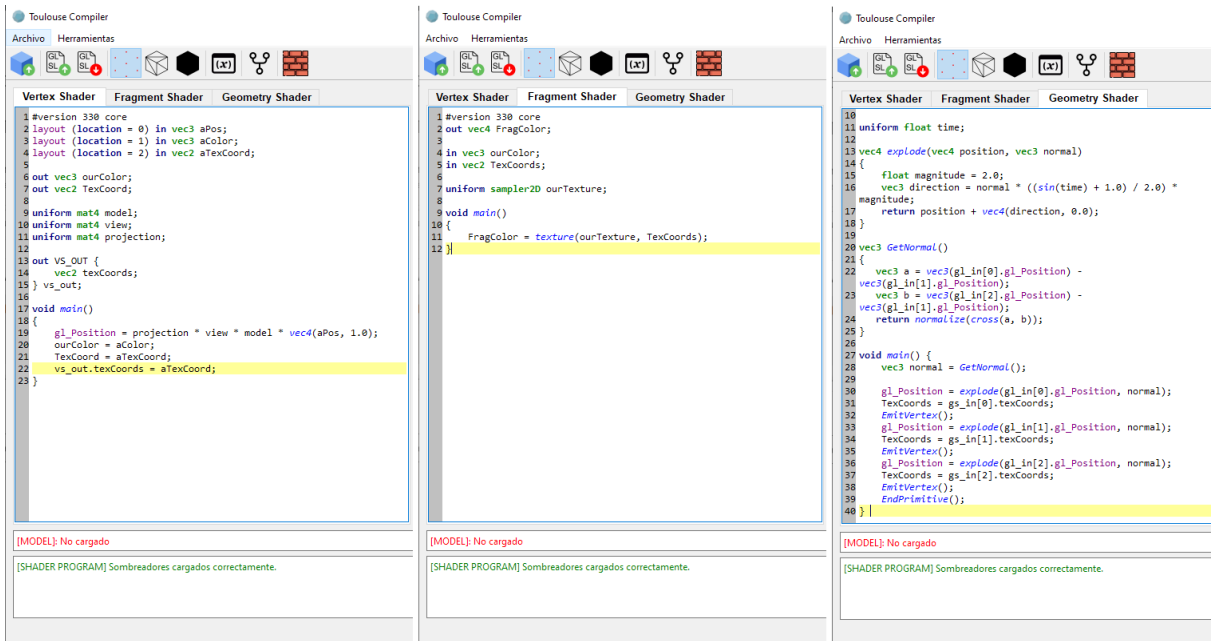 Toulouse Compiler
Archivo Herramientas
GL
SL
GL
SL
(x)
Vertex Shader Fragment Shader Geometry Shader
1 #version 330 core
2 layout (location = 0) in vec3 aPos;
3 layout (location = 1) in vec3 aColor;
4 layout (location = 2) in vec2 aTexCoord;
5
6 out vec3 ourColor;
7 out vec2 TexCoord;
8
9 uniform mat4 model;
10 uniform mat4 view;
11 uniform mat4 projection;
12
13 out VS_OUT {
14 vec2 texCoords;
15 } vs_out;
16
17 void main()
18 {
19 gl_Position = projection * view * model * vec4(aPos, 1.0);
20 ourColor = aColor;
21 TexCoord = aTexCoord;
22 vs_out.texCoords = aTexCoord;
23 }
[MODEL]: No cargado
[SHADER PROGRAM] Sombreadores cargados correctamente.
Toulouse Compiler
Archivo Herramientas
GL
SL
GL
SL
(x)
Vertex Shader Fragment Shader Geometry Shader
1 #version 330 core
2 out vec4 FragColor;
3
4 in vec3 ourColor;
5 in vec2 TexCoords;
6
7 uniform sampler2D ourTexture;
8
9 void main()
10 {
11 FragColor = texture(ourTexture, TexCoords);
12 }
[MODEL]: No cargado
[SHADER PROGRAM] Sombreadores cargados correctamente.
Toulouse Compiler
Archivo Herramientas
GL
SL
GL
SL
(x)
Vertex Shader Fragment Shader Geometry Shader
10
11 uniform float time;
12
13 vec4 explode(vec4 position, vec3 normal)
14 {
15 float magnitude = 2.0;
16 vec3 direction = normal * ((sin(time) + 1.0) / 2.0) *
magnitude;
17 return position + vec4(direction, 0.0);
18 }
19
20 vec3 GetNormal()
21 {
22 vec3 a = vec3(gl_in[0].gl_Position) -
vec3(gl_in[1].gl_Position);
23 vec3 b = vec3(gl_in[2].gl_Position) -
vec3(gl_in[1].gl_Position);
24 return normalize(cross(a, b));
25 }
26
27 void main() {
28 vec3 normal = GetNormal();
29
30 gl_Position = explode(gl_in[0].gl_Position, normal);
31 TexCoords = gs_in[0].texCoords;
32 EmitVertex();
33 gl_Position = explode(gl_in[1].gl_Position, normal);
34 TexCoords = gs_in[1].texCoords;
35 EmitVertex();
36 gl_Position = explode(gl_in[2].gl_Position, normal);
37 TexCoords = gs_in[2].texCoords;
38 EmitVertex();
39 EndPrimitive();
40 }
[MODEL]: No cargado
[SHADER PROGRAM] Sombreadores cargados correctamente.